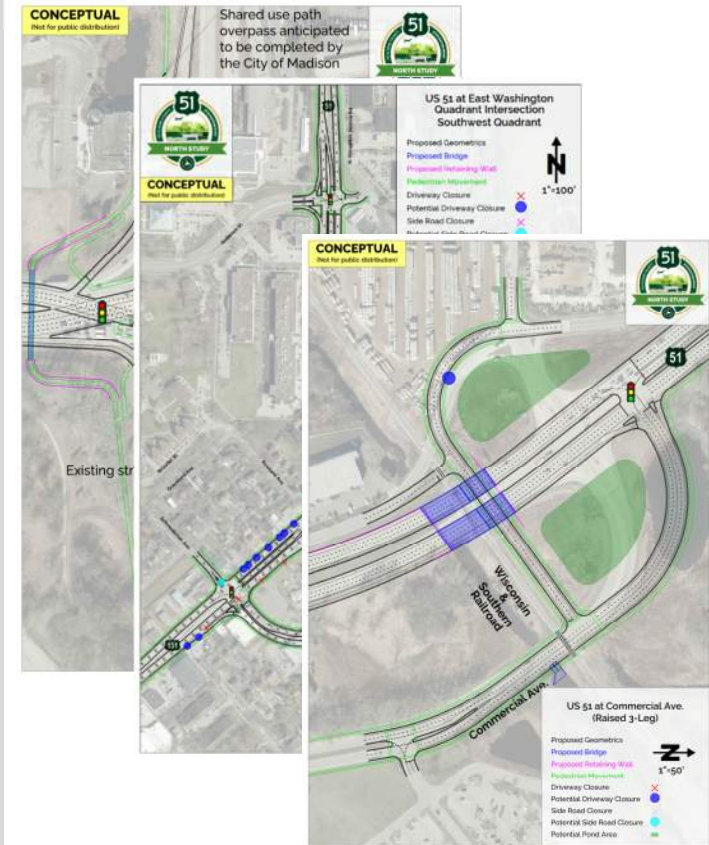 CONCEPTUAL
(Not for public distribution)
Shared use path
overpass anticipated
to be completed by
the City of Madison
51
NORTH STUDY
Existing str
51
NORTH STUDY
CONCEPTUAL
(Not for public distribution)
US 51 at East Washington
Quadrant Intersection
Southwest Quadrant
Proposed Geometrics
Proposed Bridge
Proposed Retaining Wall
Pedestrian Movement
Driveway Closure
Potential Driveway Closure
Side Road Closure
Potential Side Road Closure
N
1"=100'
151
CONCEPTUAL
(Not for public distribution)
51
NORTH STUDY
51
Wisconsin
&
Southern
Railroad
Commercial Ave.
US 51 at Commercial Ave.
(Raised 3-Leg)
Proposed Geometrics
Proposed Bridge
Proposed Retaining Wall
Pedestrian Movement
Driveway Closure
Potential Driveway Closure
Side Road Closure
Potential Side Road Closure
Potential Pond Area
N
1"=50'